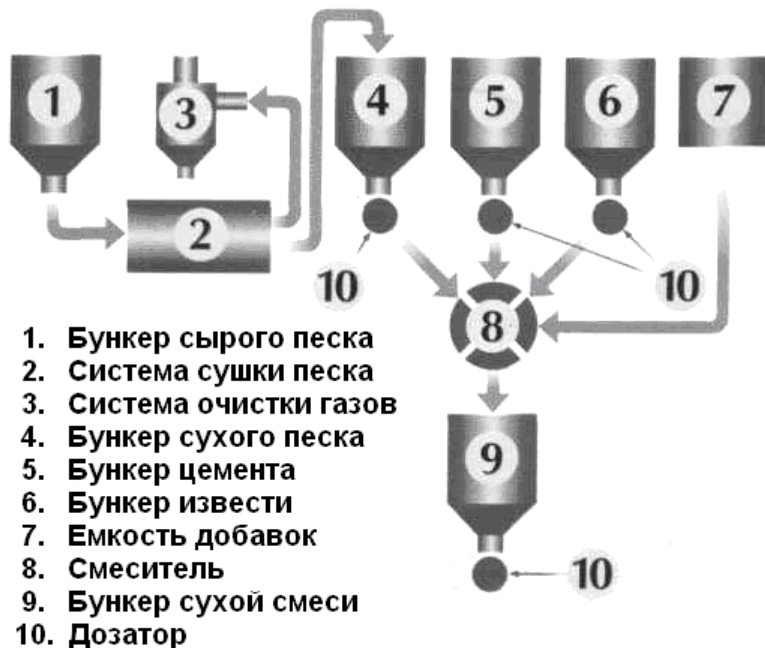 1
3
4
5
6
7
2
10
10
8
9
10
1. Бункер сырого песка
2. Система сушки песка
3. Система очистки газов
4. Бункер сухого песка
5. Бункер цемента
6. Бункер извести
7. Емкость добавок
8. Смеситель
9. Бункер сухой смеси
10. Дозатор